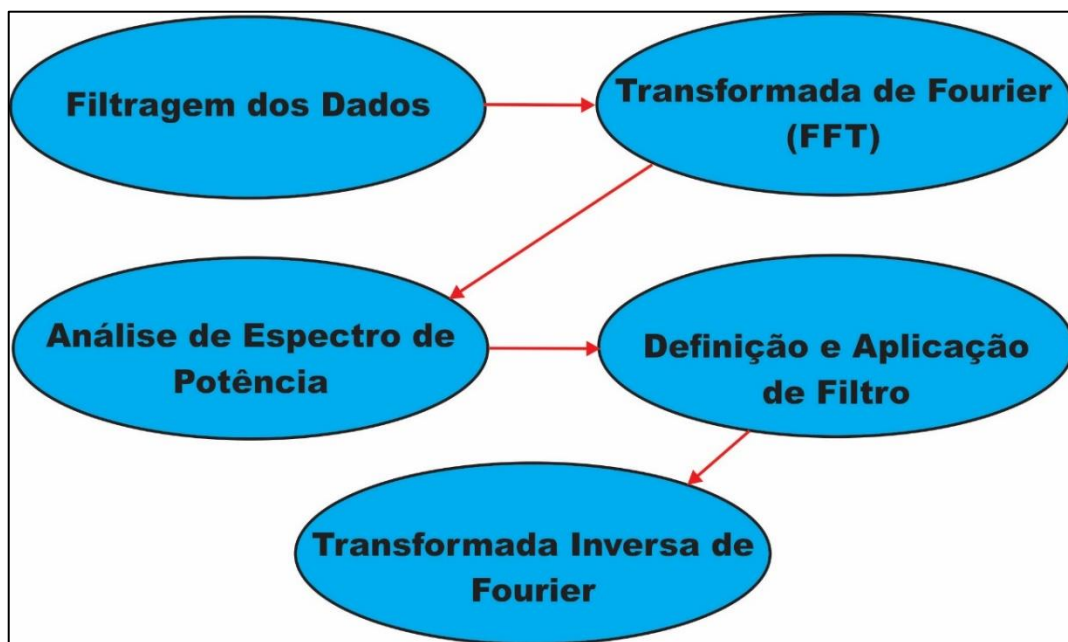 Filtragem dos Dados
Transformada de Fourier
(FFT)
Análise de Espectro de
Potência
Definição e Aplicação
de Filtro
Transformada Inversa de
Fourier